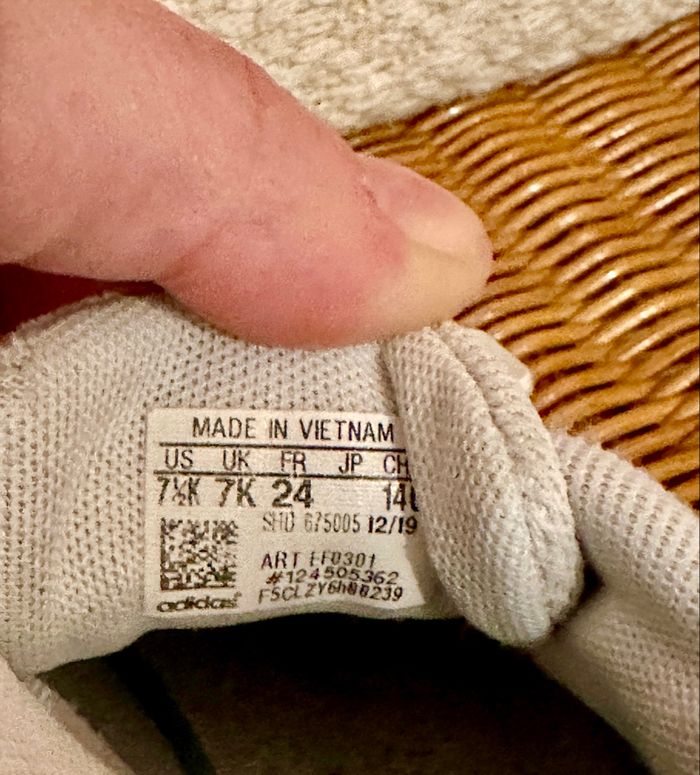 MADE IN VIETNAM
US UK FR JP CH
7½K 7K 24 140
SHD 675005 12/19
ART EF0301
#124505362
adidas